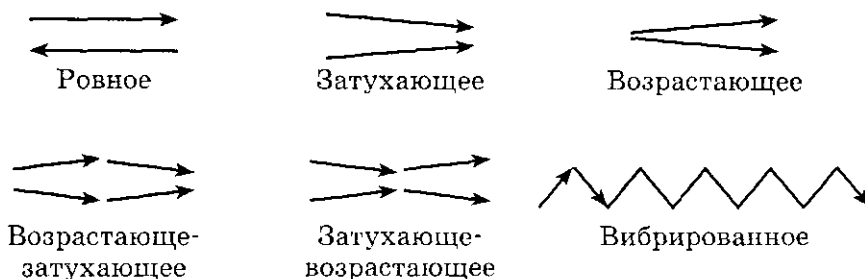 Ровное
Затухающее
Возрастающее
Возрастающе-
затухающее
Затухающе-
возрастающее
Вибрированное